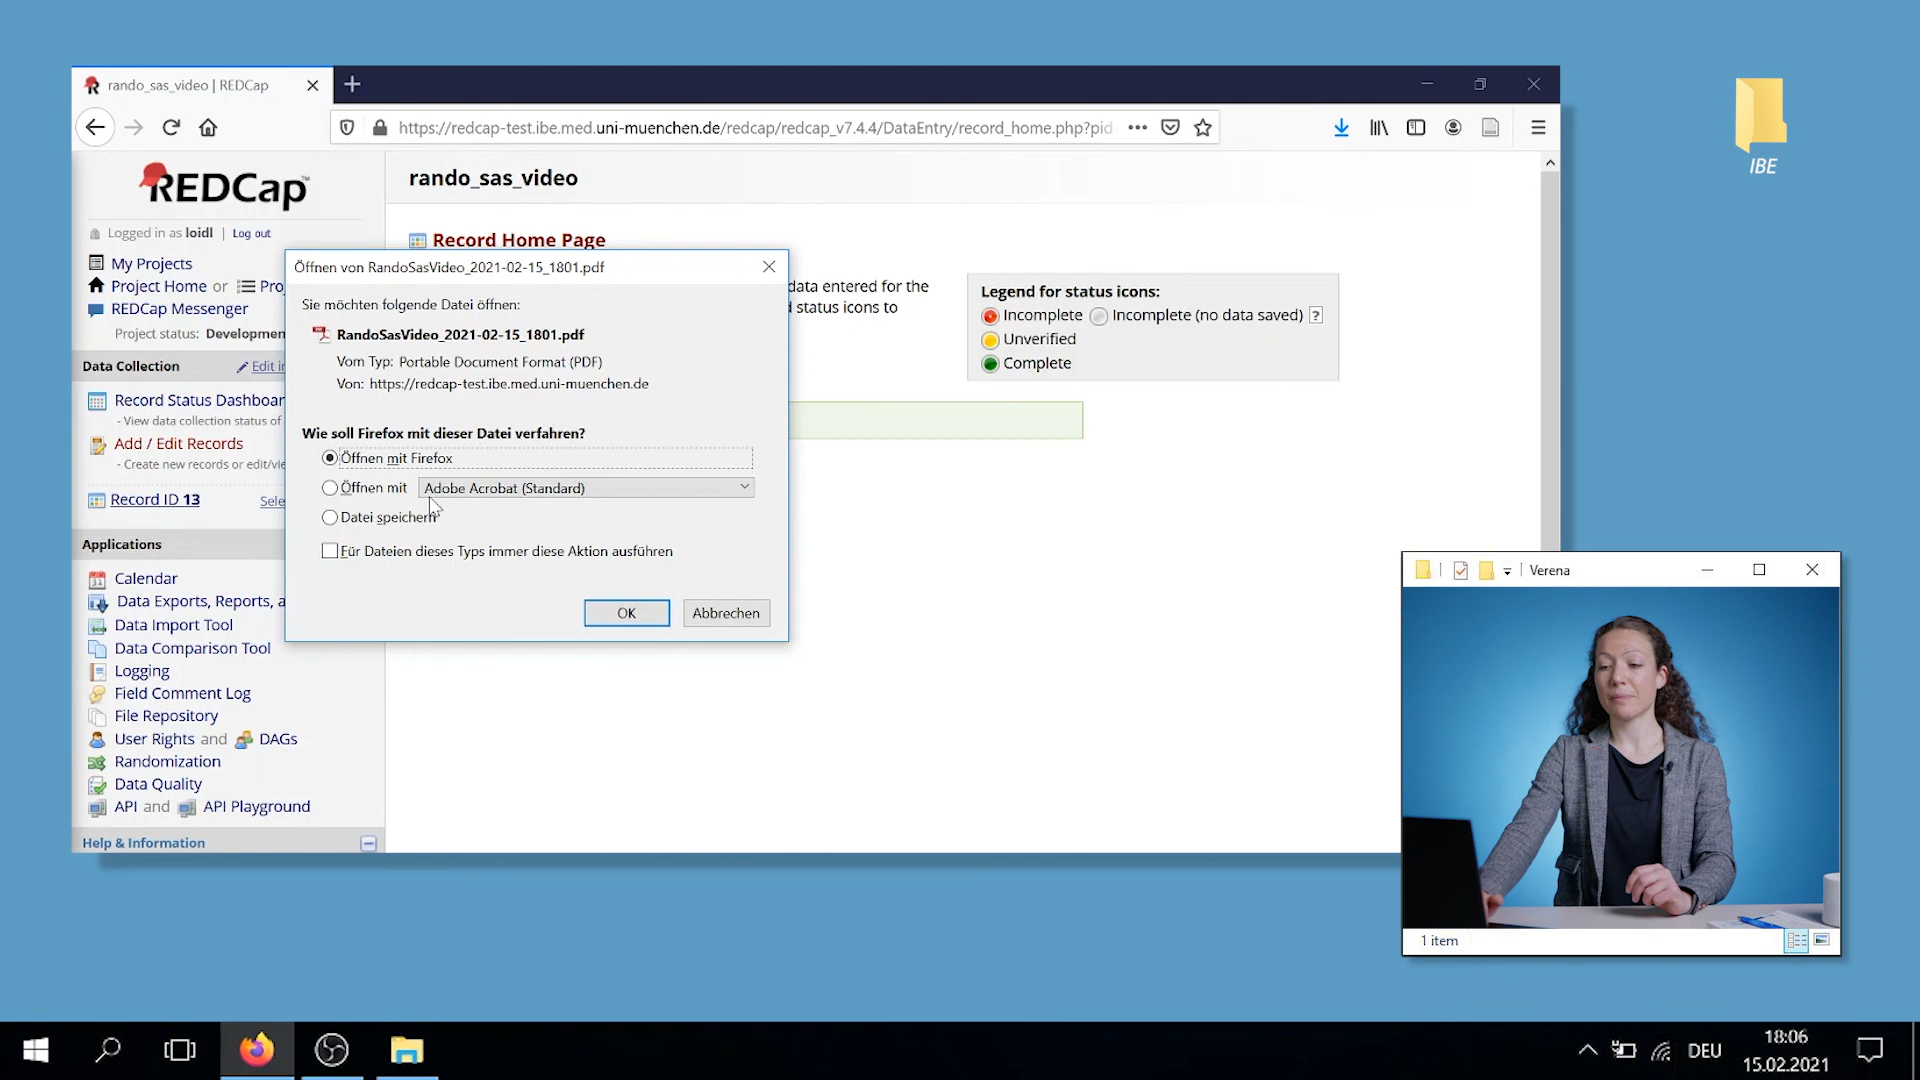 rando_sas_video | REDCap
https://redcap-test.ibe.med.uni-muenchen.de/redcap/redcap_v7.4.4/DataEntry/record_home.php?pid
IBE
REDCap
Logged in as loidl | Log out
My Projects
Project Home or Pro
REDCap Messenger
Project status: Developmen
Data Collection
Edit in
Record Status Dashboar
- View data collection status of
Add / Edit Records
- Create new records or edit/vie
Record ID 13
Sele
Applications
Calendar
Data Exports, Reports, a
Data Import Tool
Data Comparison Tool
Logging
Field Comment Log
File Repository
User Rights and DAGs
Randomization
Data Quality
API and API Playground
Help & Information
rando_sas_video
Record Home Page
data entered for the
d status icons to
Legend for status icons:
Incomplete Incomplete (no data saved) ?
Unverified
Complete
Öffnen von RandoSasVideo_2021-02-15_1801.pdf
Sie möchten folgende Datei öffnen:
RandoSasVideo_2021-02-15_1801.pdf
Vom Typ: Portable Document Format (PDF)
Von: https://redcap-test.ibe.med.uni-muenchen.de
Wie soll Firefox mit dieser Datei verfahren?
Öffnen mit Firefox
Öffnen mit Adobe Acrobat (Standard)
Datei speichern
Für Dateien dieses Typs immer diese Aktion ausführen
OK
Abbrechen
Verena
1 item
DEU
18:06
15.02.2021